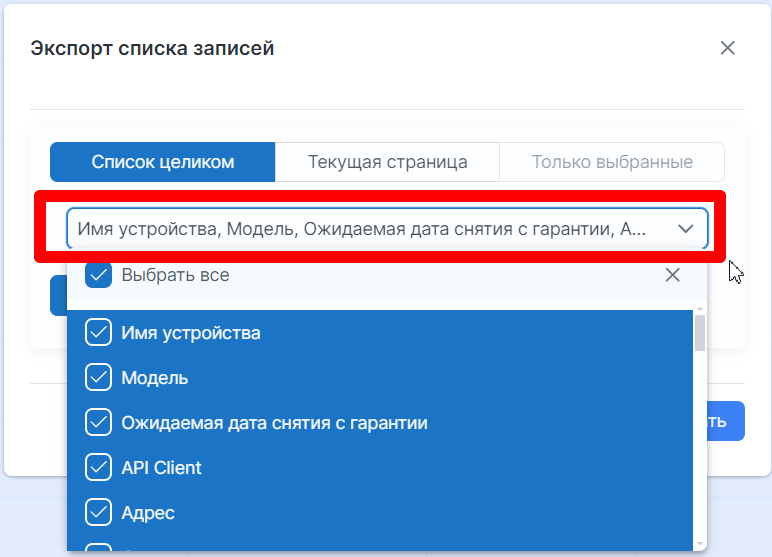 Экспорт списка записей
Список целиком
Текущая страница
Только выбранные
Имя устройства, Модель, Ожидаемая дата снятия с гарантии, A...
Выбрать все
Имя устройства
Модель
Ожидаемая дата снятия с гарантии
API Client
Адрес
ть